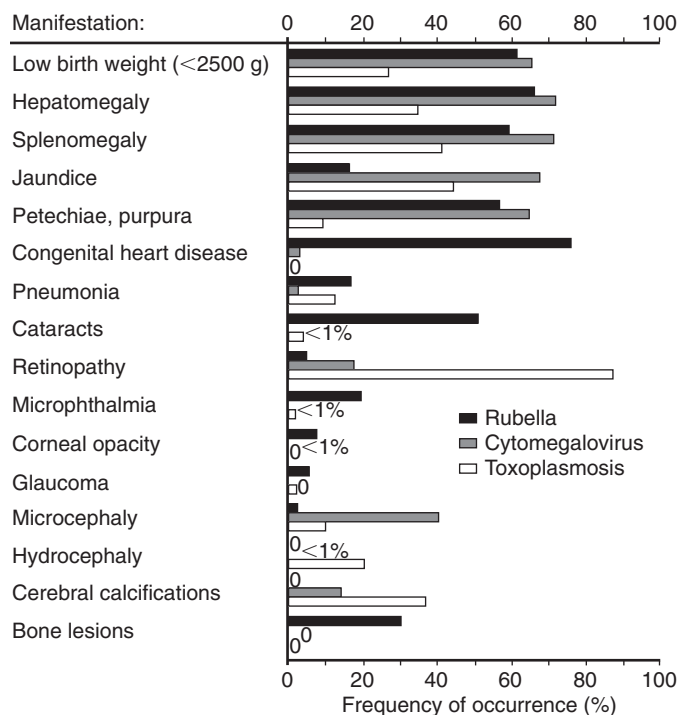 Manifestation: 0 20 40 60 80 100
Low birth weight (<2500 g)
Hepatomegaly
Splenomegaly
Jaundice
Petechiae, purpura
Congenital heart disease
0
Pneumonia
Cataracts <1%
Retinopathy
Microphthalmia <1%
Rubella
Corneal opacity 0 <1%
Cytomegalovirus
Toxoplasmosis
Glaucoma 0
Microcephaly
Hydrocephaly 0 <1%
0
Cerebral calcifications
Bone lesions 0
0
0 20 40 60 80 100
Frequency of occurrence (%)